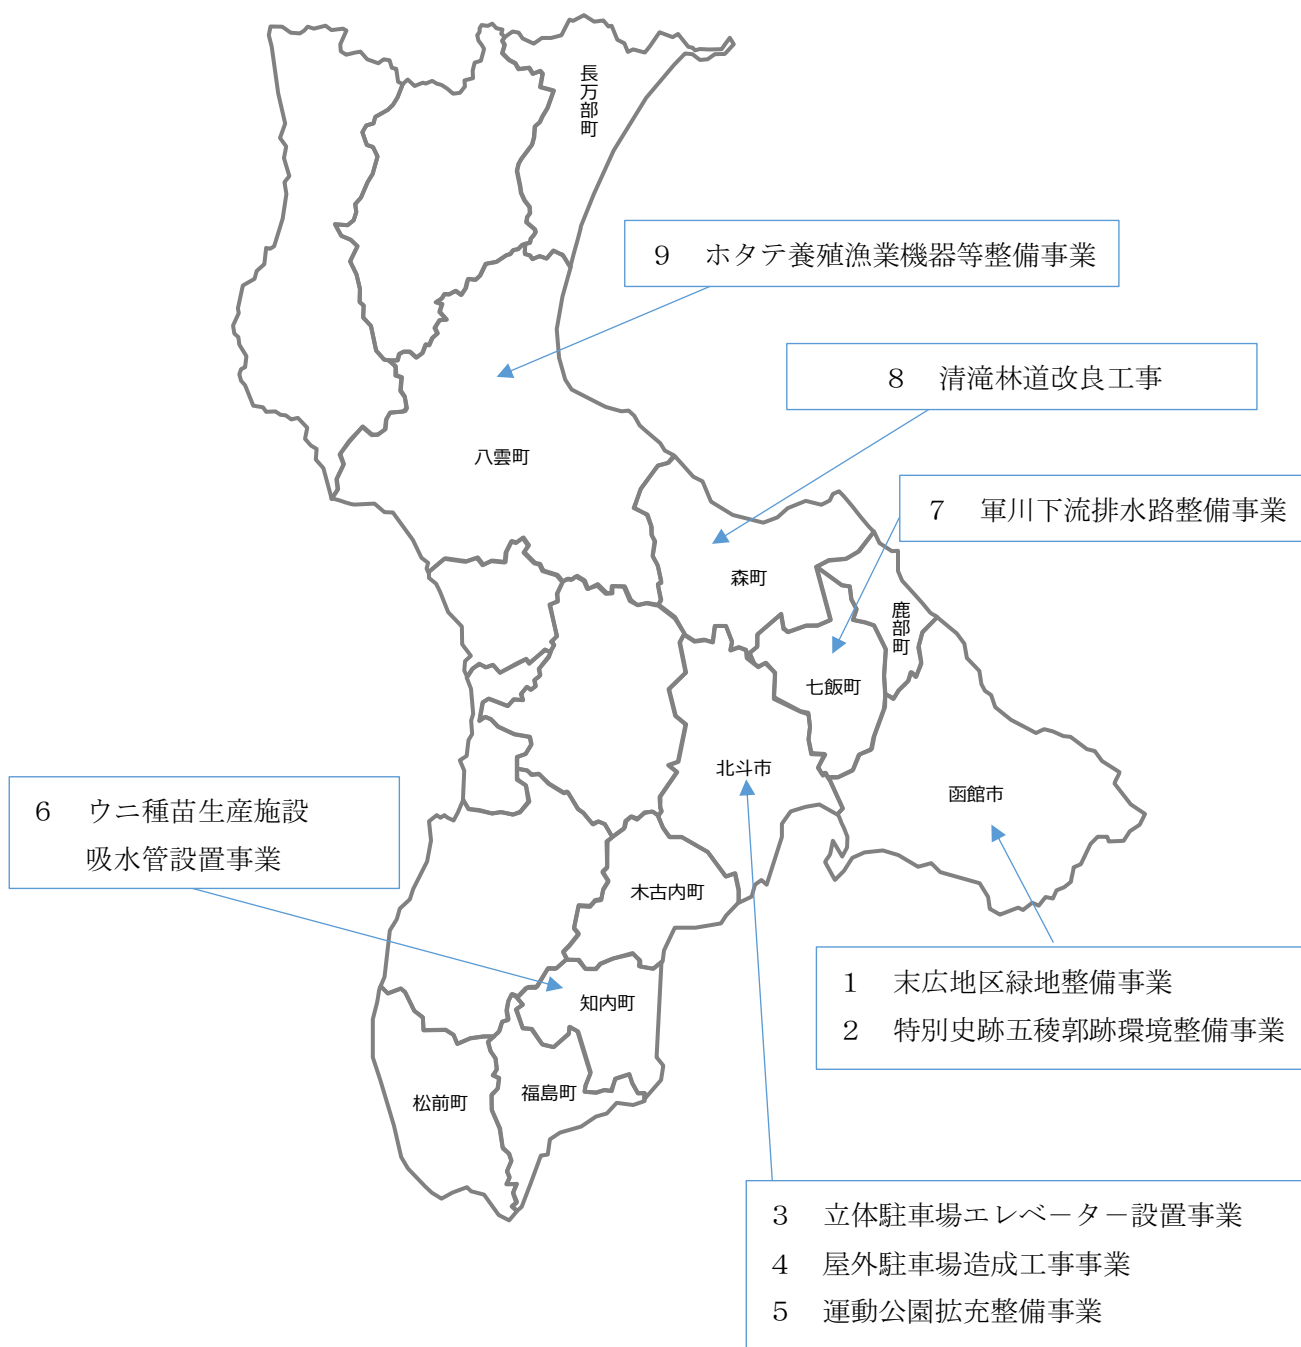 長万部町
９　ホタテ養殖漁業機器等整備事業
８　清滝林道改良工事
八雲町
７　軍川下流排水路整備事業
森町
鹿部町
七飯町
北斗市
函館市
６　ウニ種苗生産施設
吸水管設置事業
木古内町
１　末広地区緑地整備事業
２　特別史跡五稜郭跡環境整備事業
知内町
福島町
松前町
３　立体駐車場エレベ－タ－設置事業
４　屋外駐車場造成工事事業
５　運動公園拡充整備事業